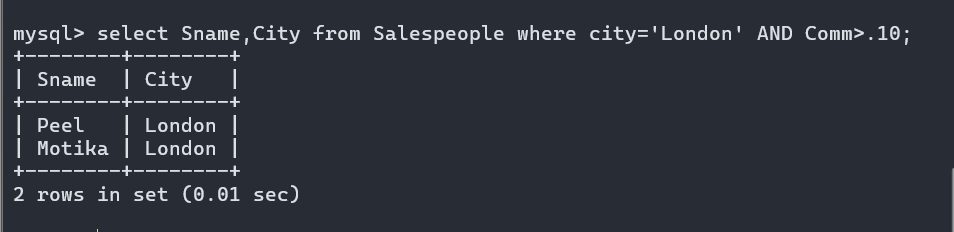 mysql> select Sname,City from Salespeople where city='London' AND Comm>.10;
+--------+--------+
| Sname  | City   |
+--------+--------+
| Peel   | London |
| Motika | London |
+--------+--------+
2 rows in set (0.01 sec)